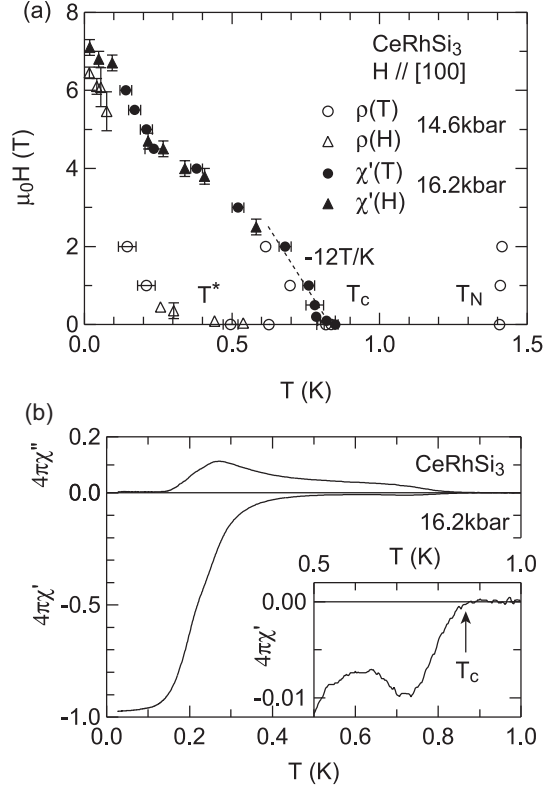 (a)
CeRhSi3
H // [100]
ρ(T)
ρ(H)
14.6kbar
χ'(T)
χ'(H)
16.2kbar
-12T/K
T*
Tc
TN
8
6
4
2
0
μ0H (T)
0.0 0.5 1.0 1.5
T (K)
(b)
0.2
0.0
4πχ''
CeRhSi3
16.2kbar
-0.5
-1.0
4πχ'
0.5 T (K) 1.0
0.00
-0.01
4πχ'
Tc
0.0 0.2 0.4 0.6 0.8 1.0
T (K)